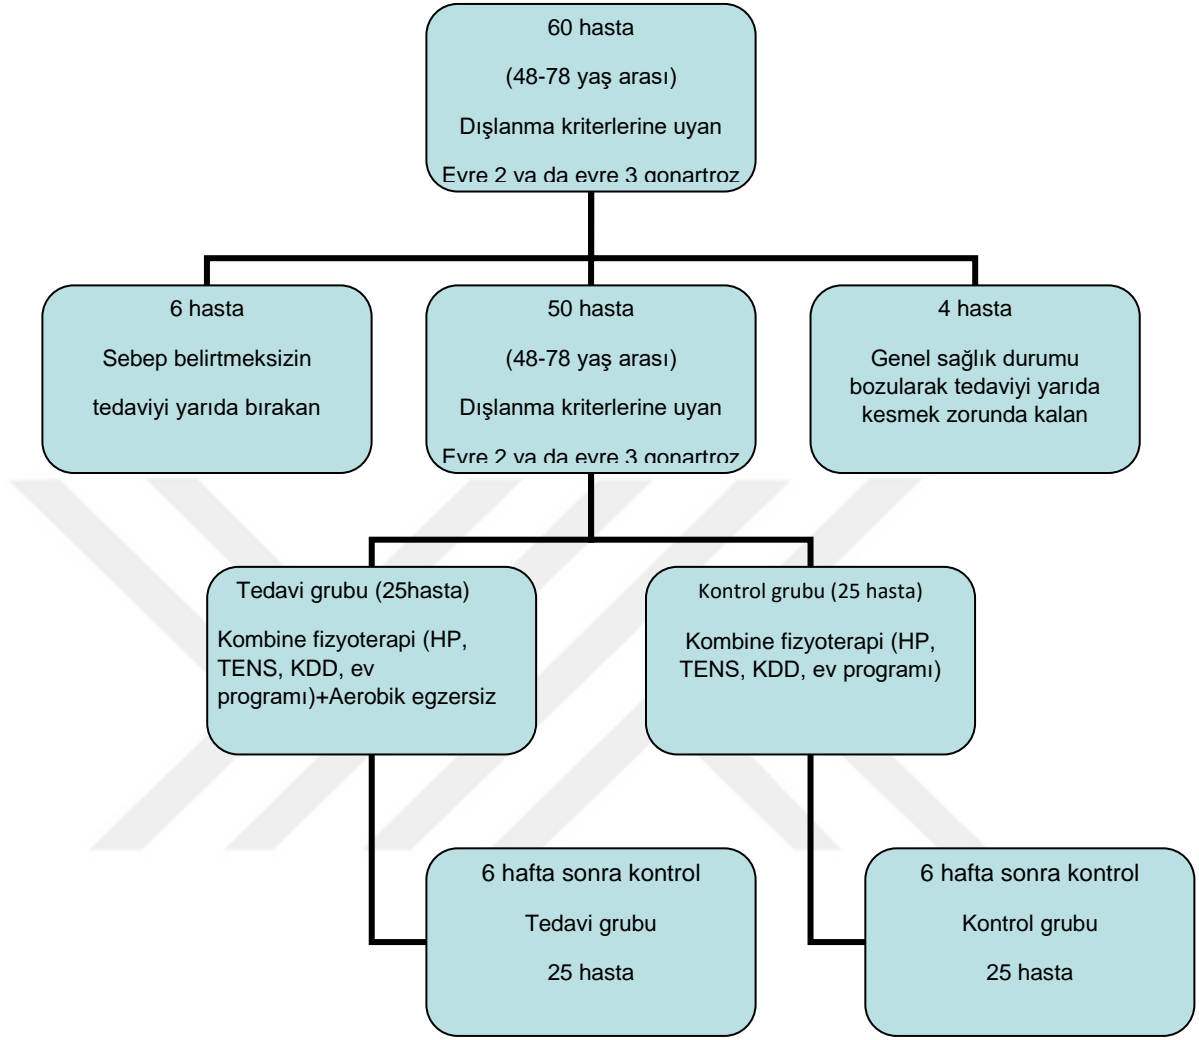 60 hasta
(48-78 yaş arası)
Dışlanma kriterlerine uyan
Evre 2 ya da evre 3 gonartroz
6 hasta
Sebep belirtmeksizin
tedaviyi yarıda bırakan
50 hasta
(48-78 yaş arası)
Dışlanma kriterlerine uyan
Evre 2 ya da evre 3 gonartroz
4 hasta
Genel sağlık durumu
bozularak tedaviyi yarıda
kesmek zorunda kalan
Tedavi grubu (25hasta)
Kombine fizyoterapi (HP,
TENS, KDD, ev
programı)+Aerobik egzersiz
Kontrol grubu (25 hasta)
Kombine fizyoterapi (HP,
TENS, KDD, ev programı)
6 hafta sonra kontrol
Tedavi grubu
25 hasta
6 hafta sonra kontrol
Kontrol grubu
25 hasta